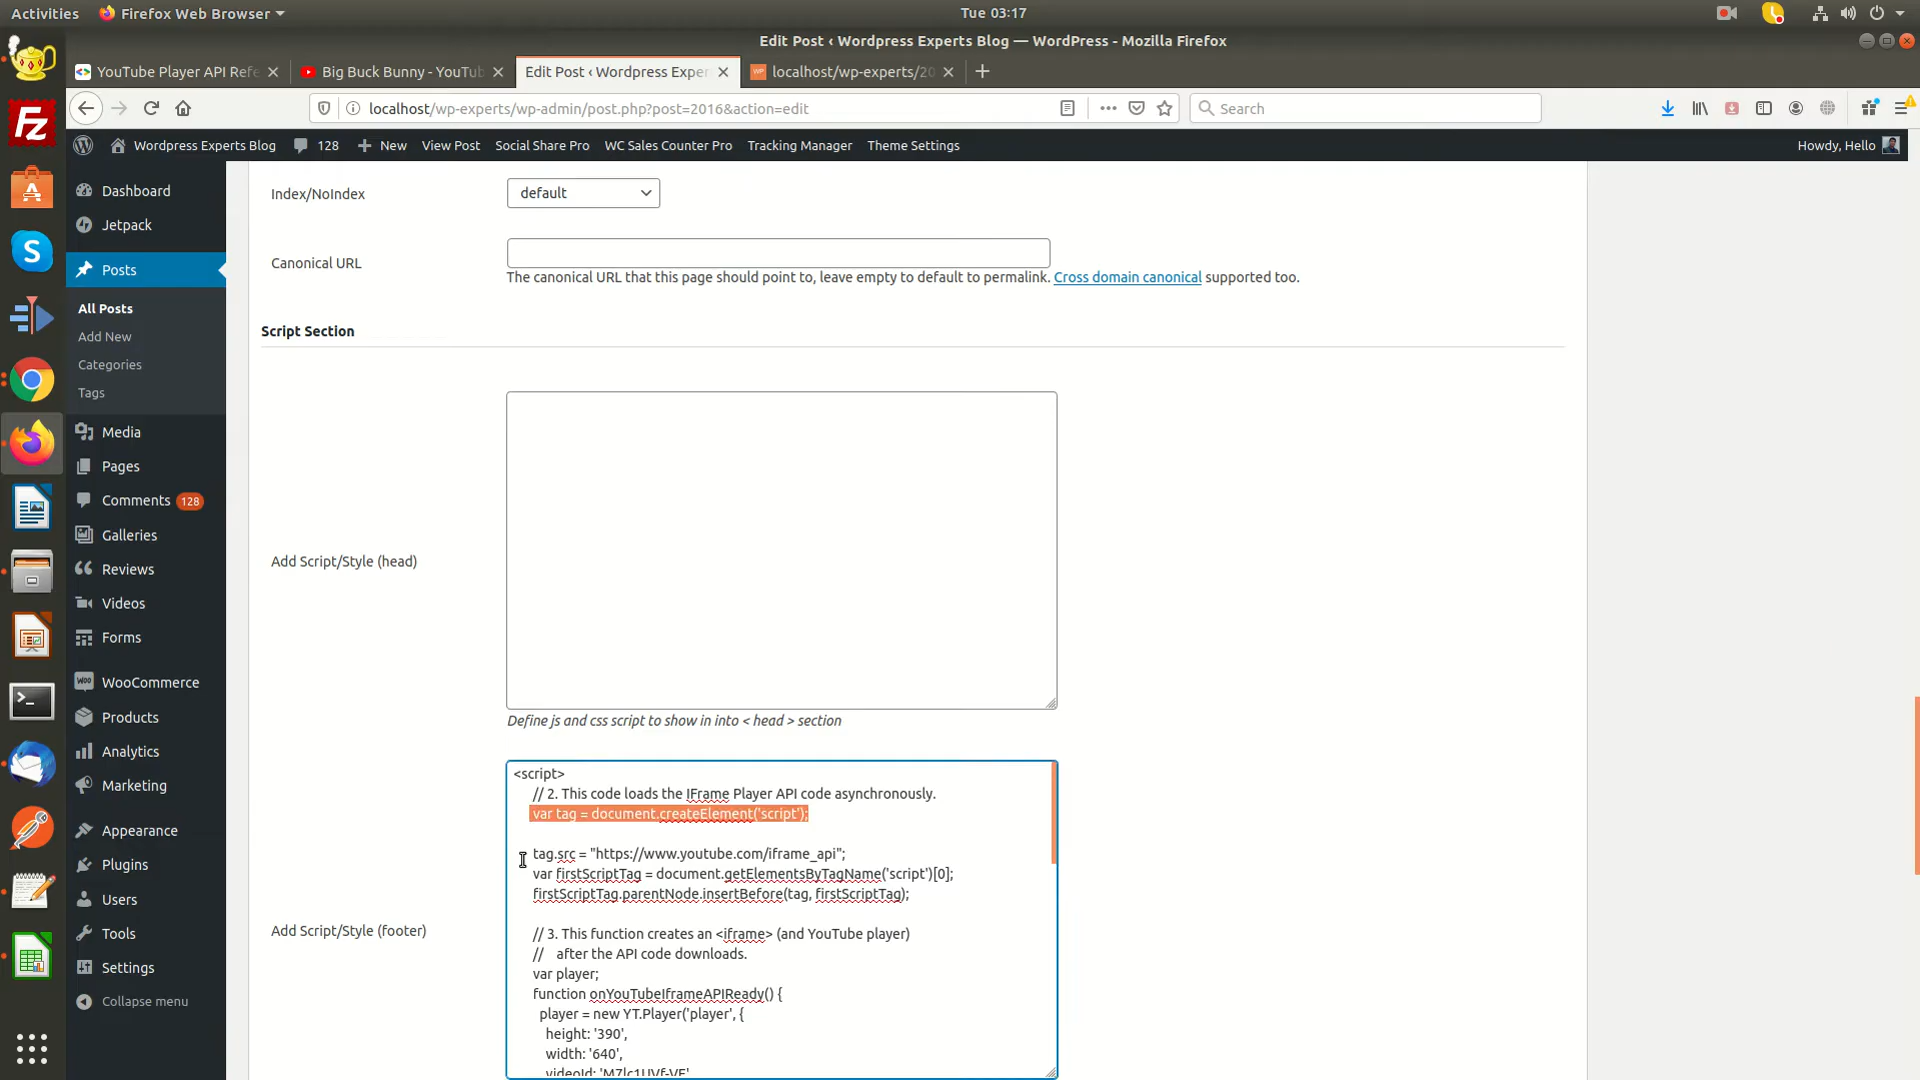 Activities Firefox Web Browser Tue 03:17
Edit Post ‹ Wordpress Experts Blog — WordPress - Mozilla Firefox
YouTube Player API Refe Big Buck Bunny - YouTub Edit Post ‹ Wordpress Exper localhost/wp-experts/20
localhost/wp-experts/wp-admin/post.php?post=2016&action=edit Search
Wordpress Experts Blog 128 New View Post Social Share Pro WC Sales Counter Pro Tracking Manager Theme Settings Howdy, Hello
Dashboard
Jetpack
Posts
All Posts
Add New
Categories
Tags
Media
Pages
Comments 128
Galleries
Reviews
Videos
Forms
WooCommerce
Products
Analytics
Marketing
Appearance
Plugins
Users
Tools
Settings
Collapse menu
Index/NoIndex default
Canonical URL
The canonical URL that this page should point to, leave empty to default to permalink. Cross domain canonical supported too.
Script Section
Add Script/Style (head)
Define js and css script to show in into < head > section
Add Script/Style (footer)
<script>
// 2. This code loads the IFrame Player API code asynchronously.
var tag = document.createElement('script');
tag.src = "https://www.youtube.com/iframe_api";
var firstScriptTag = document.getElementsByTagName('script')[0];
firstScriptTag.parentNode.insertBefore(tag, firstScriptTag);
// 3. This function creates an <iframe> (and YouTube player)
// after the API code downloads.
var player;
function onYouTubeIframeAPIReady() {
player = new YT.Player('player', {
height: '390',
width: '640',
videoId: 'M7lc1UVf-VE',